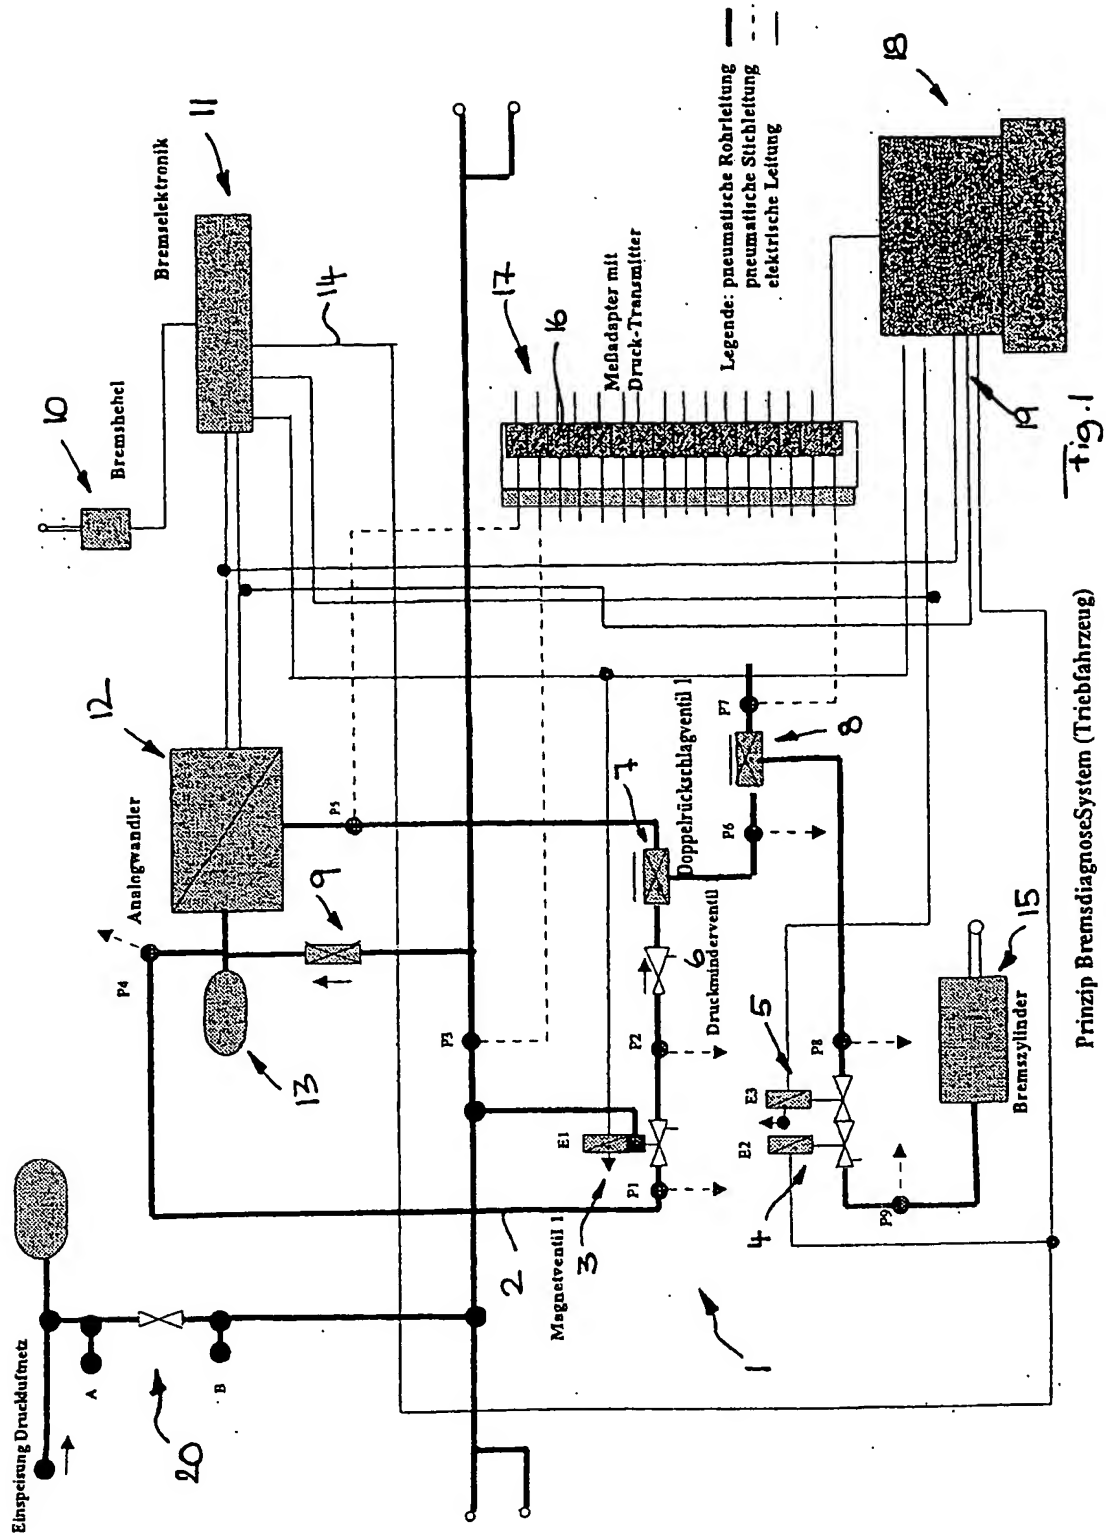 Einspeisung Druckluftnetz
A
B
20
P4
Analogwandler
12
13
9
P5
10
Bremshebel
Bremselektronik
11
14
P3
2
Magnetventil 1
3
E1
P1
P2
6
Druckminderventil
7
Doppelrückschlagventil 1
P6
P7
8
17
Meßadapter mit
Druck-Transmitter
16
Legende: pneumatische Rohrleitung
pneumatische Stichleitung
elektrische Leitung
18
19
1
4
E2
E3
5
P8
P9
Bremszylinder
15
Prinzip BremsdiagnoseSystem (Triebfahrzeug)
Fig.1